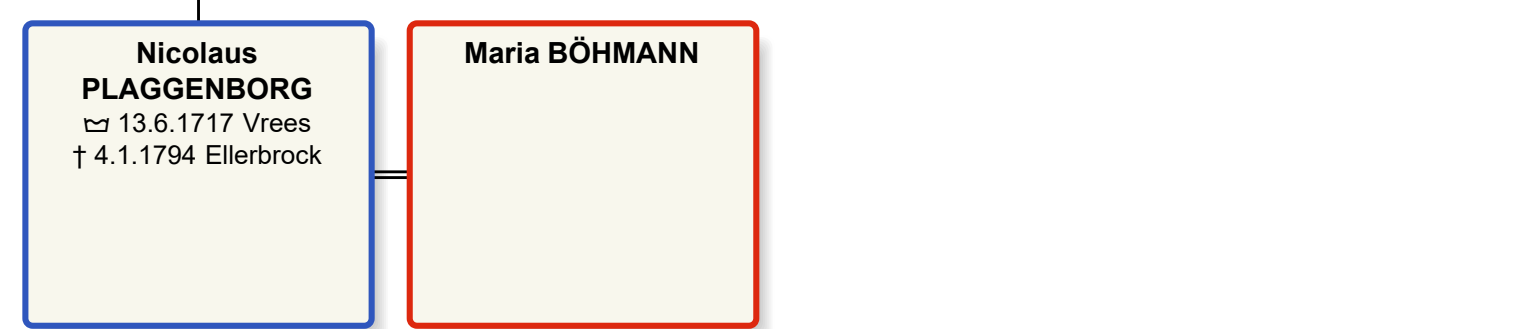 Nicolaus
PLAGGENBORG
13.6.1717 Vrees
† 4.1.1794 Ellerbrock
Maria BÖHMANN